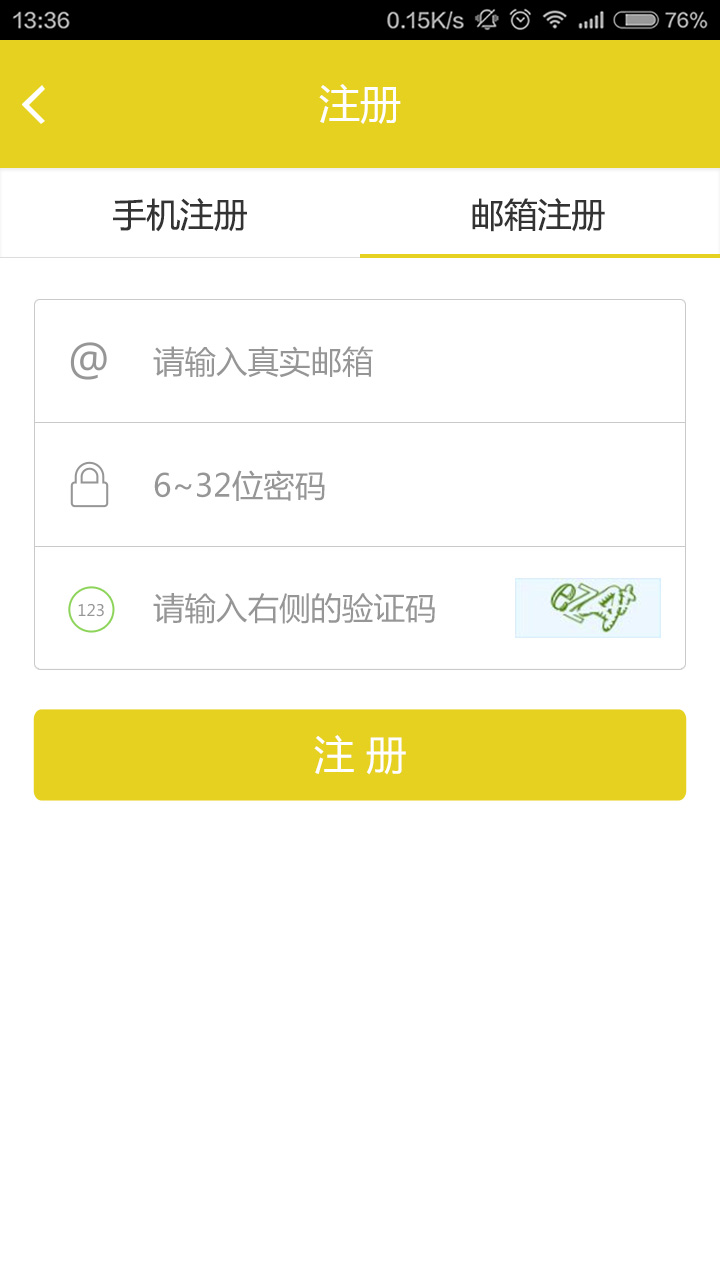 13:36 0.15K/s 76%
注册
手机注册 邮箱注册
@ 请输入真实邮箱
6~32位密码
123 请输入右侧的验证码
注 册